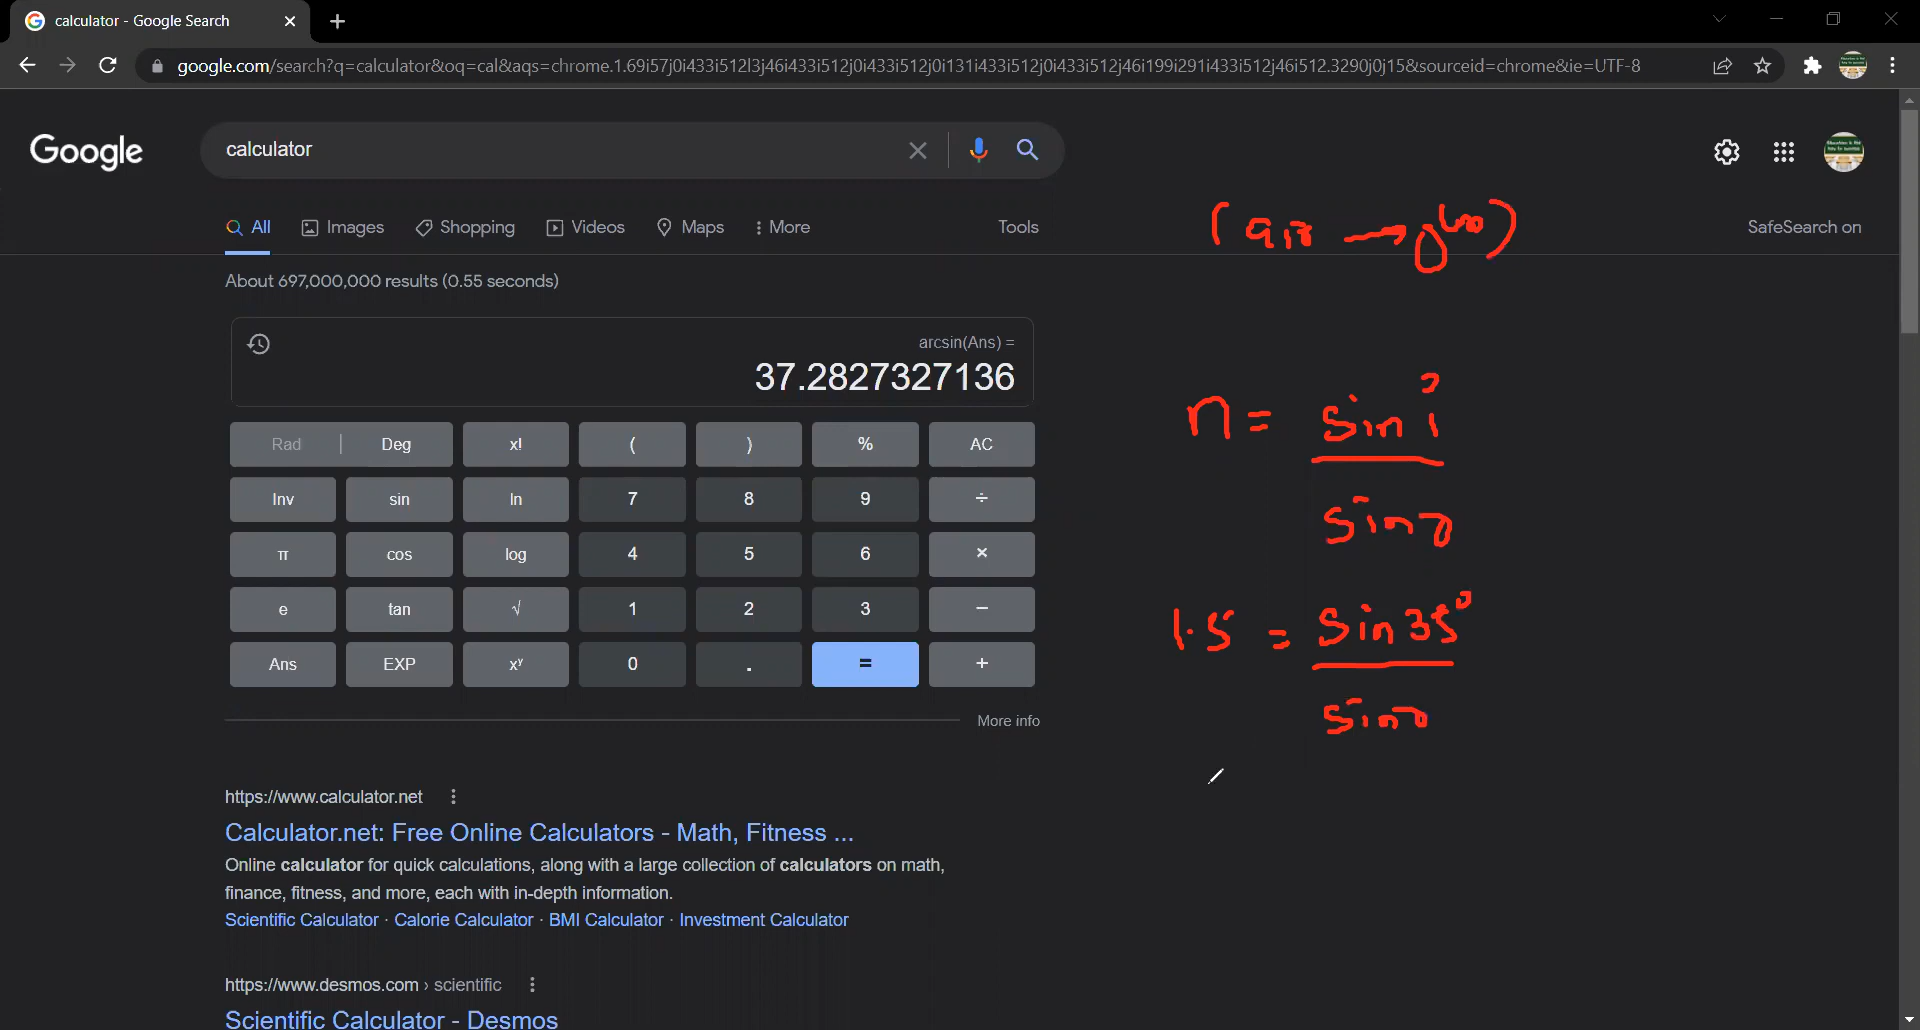 calculator - Google Search
google.com/search?q=calculator&oq=cal&aqs=chrome.1.69i57j0i433i512l3j46i433i512j0i433i512j0i131i433i512j0i433i512j46i199i291i433i512j46i512.3290j0j15&sourceid=chrome&ie=UTF-8
Google
calculator
All Images Shopping Videos Maps More Tools SafeSearch on
(air →
About 697,000,000 results (0.55 seconds)
arcsin(Ans) =
37.2827327136
Rad | Deg x! ( ) % AC
Inv sin ln 7 8 9 ÷
π cos log 4 5 6 ×
e tan √ 1 2 3 −
Ans EXP xʸ 0 . = +
More info
n = sin i
sin r
1.5 = sin 35°
sin r
https://www.calculator.net
Calculator.net: Free Online Calculators - Math, Fitness ...
Online calculator for quick calculations, along with a large collection of calculators on math,
finance, fitness, and more, each with in-depth information.
Scientific Calculator · Calorie Calculator · BMI Calculator · Investment Calculator
https://www.desmos.com › scientific
Scientific Calculator - Desmos